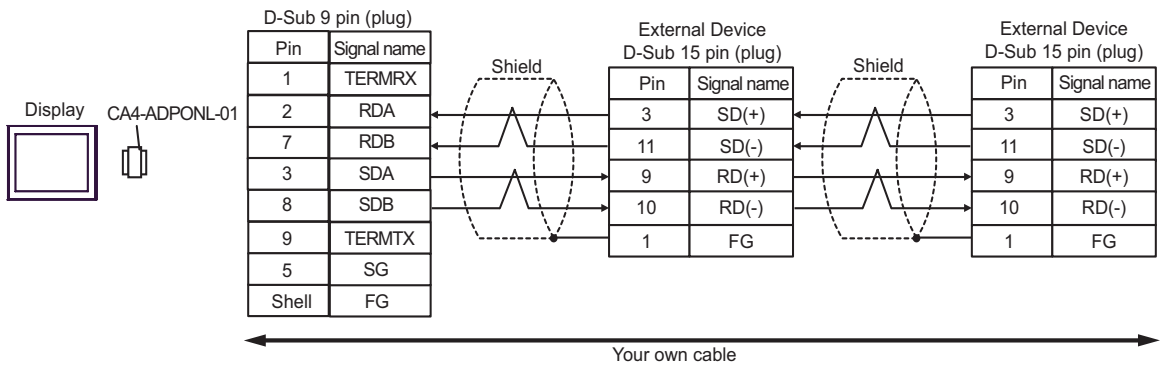 D-Sub 9 pin (plug)
Pin Signal name
1 TERMRX
2 RDA
7 RDB
3 SDA
8 SDB
9 TERMTX
5 SG
Shell FG
Display
CA4-ADPONL-01
Shield
External Device
D-Sub 15 pin (plug)
Pin Signal name
3 SD(+)
11 SD(-)
9 RD(+)
10 RD(-)
1 FG
Shield
External Device
D-Sub 15 pin (plug)
Pin Signal name
3 SD(+)
11 SD(-)
9 RD(+)
10 RD(-)
1 FG
Your own cable